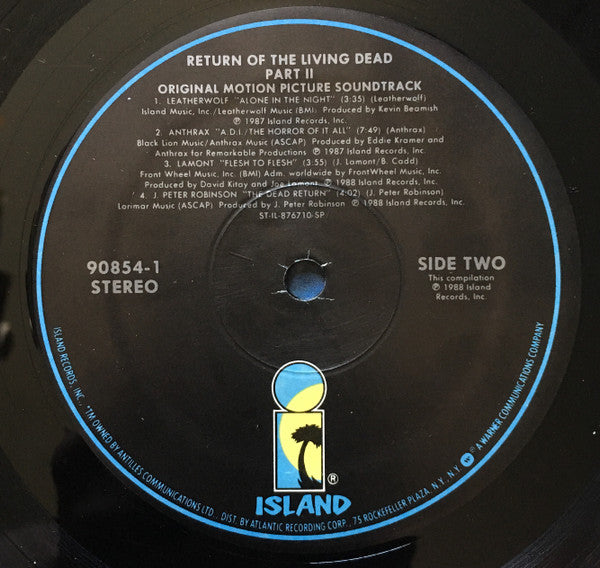 RETURN OF THE LIVING DEAD
PART II
ORIGINAL MOTION PICTURE SOUNDTRACK
1. LEATHERWOLF "ALONE IN THE NIGHT" (3:35) (Leatherwolf)
Island Music, Inc./Leatherwolf Music (BMI) Produced by Kevin Beamish
℗ 1987 Island Records, Inc.
2. ANTHRAX "A.D.I./THE HORROR OF IT ALL" (7:49) (Anthrax)
Black Lion Music/Anthrax Music (ASCAP) Produced by Eddie Kramer and
Anthrax for Remarkable Productions ℗ 1987 Island Records, Inc.
3. LAMONT "FLESH TO FLESH" (3:55) (J. Lamont/B. Cadd)
Front Wheel Music, Inc. (BMI) Adm. worldwide by FrontWheel Music, Inc.
Produced by David Kitay and Joe Lamont ℗ 1988 Island Records, Inc.
4. J. PETER ROBINSON "THE DEAD RETURN" (4:02) (J. Peter Robinson)
Lorimar Music (ASCAP) Produced by J. Peter Robinson ℗ 1988 Island Records, Inc.
ST-IL-876710-SP
90854-1
STEREO
SIDE TWO
This compilation
℗ 1988 Island
Records, Inc.
i
®
ISLAND
ISLAND RECORDS, INC., *TM OWNED BY ANTILLES COMMUNICATIONS LTD. DIST. BY ATLANTIC RECORDING CORP., 75 ROCKEFELLER PLAZA, N.Y., N.Y. ® A WARNER COMMUNICATIONS COMPANY